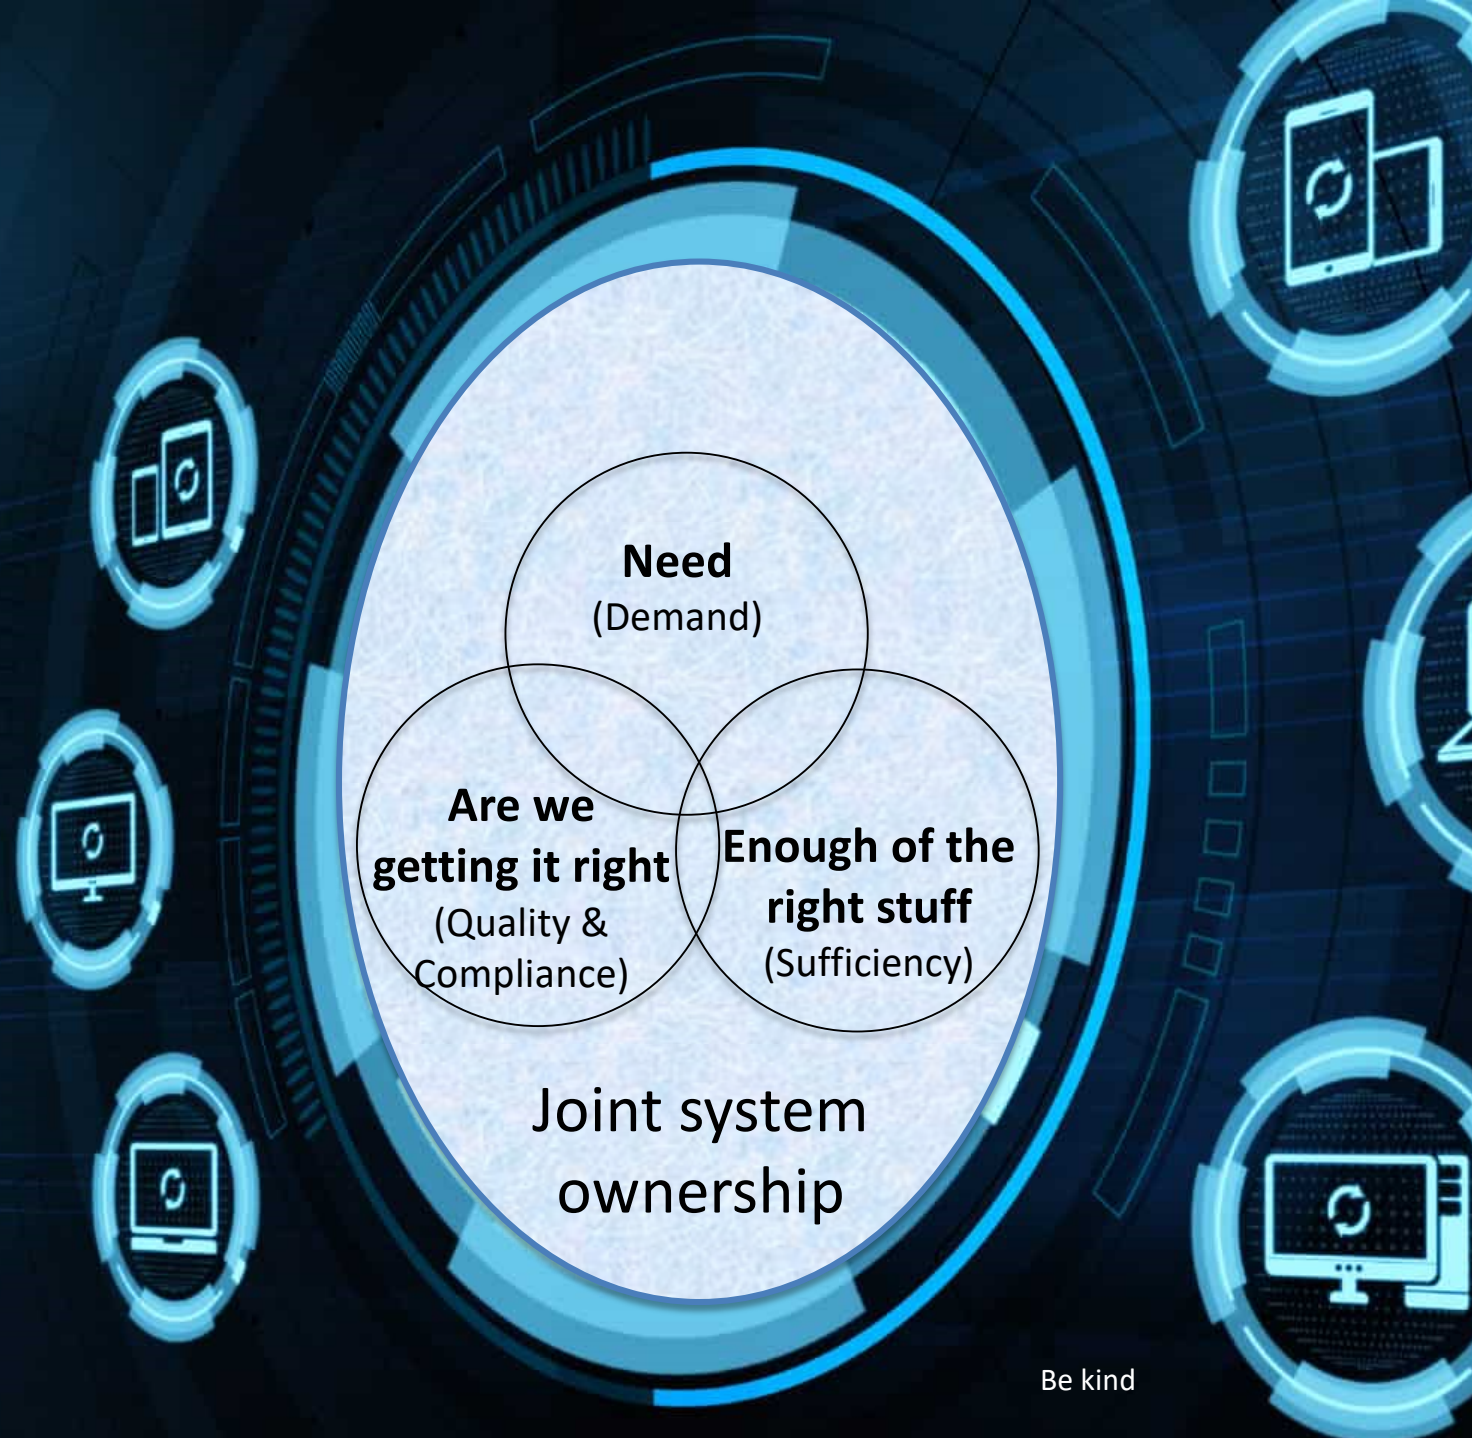 Need
(Demand)
Are we
getting it right
(Quality &
Compliance)
Enough of the
right stuff
(Sufficiency)
Joint system
ownership
Be kind